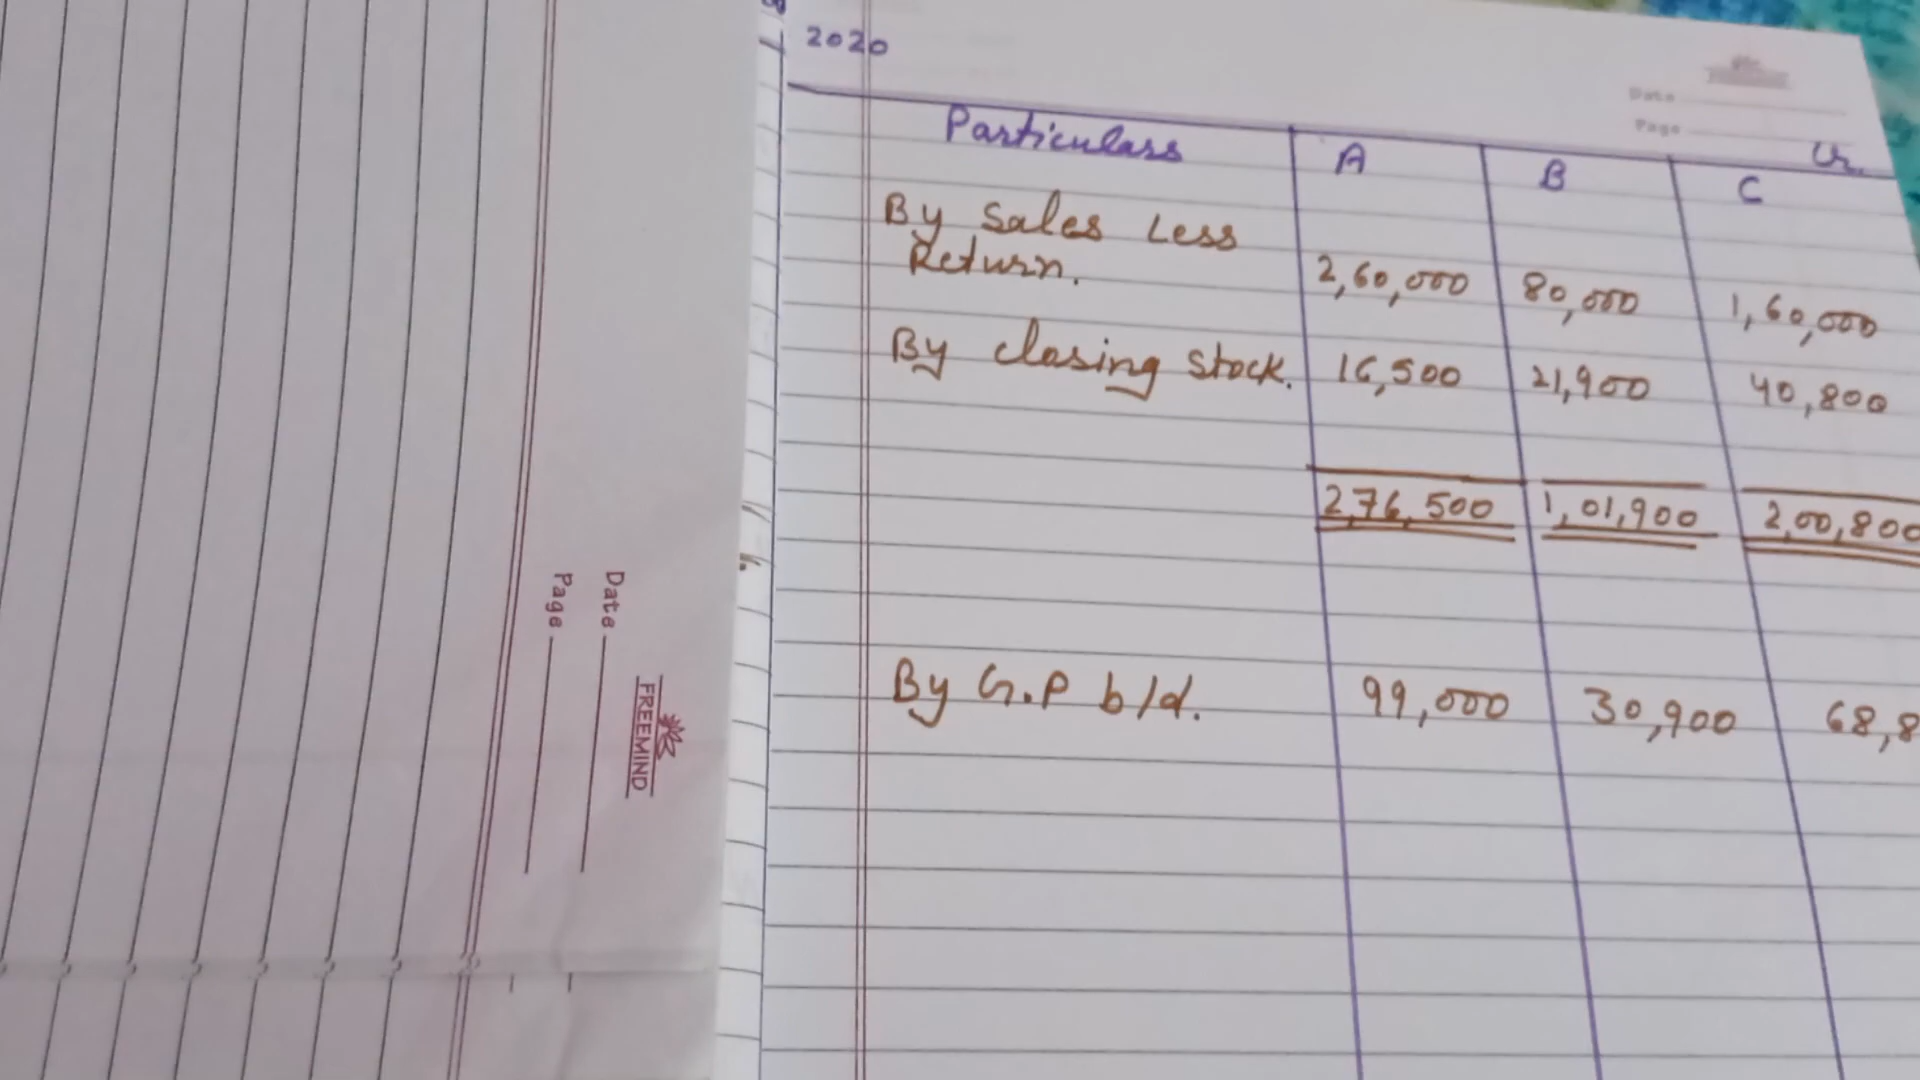 2020
Date
Page
Cr.
Particulars A B C
By Sales Less
Return. 2,60,000 80,000 1,60,000
By Closing Stock. 16,500 21,900 40,800
2,76,500 1,01,900 2,00,800
By G.P b/d. 99,000 30,900 68,8
Date
Page
FREEMIND